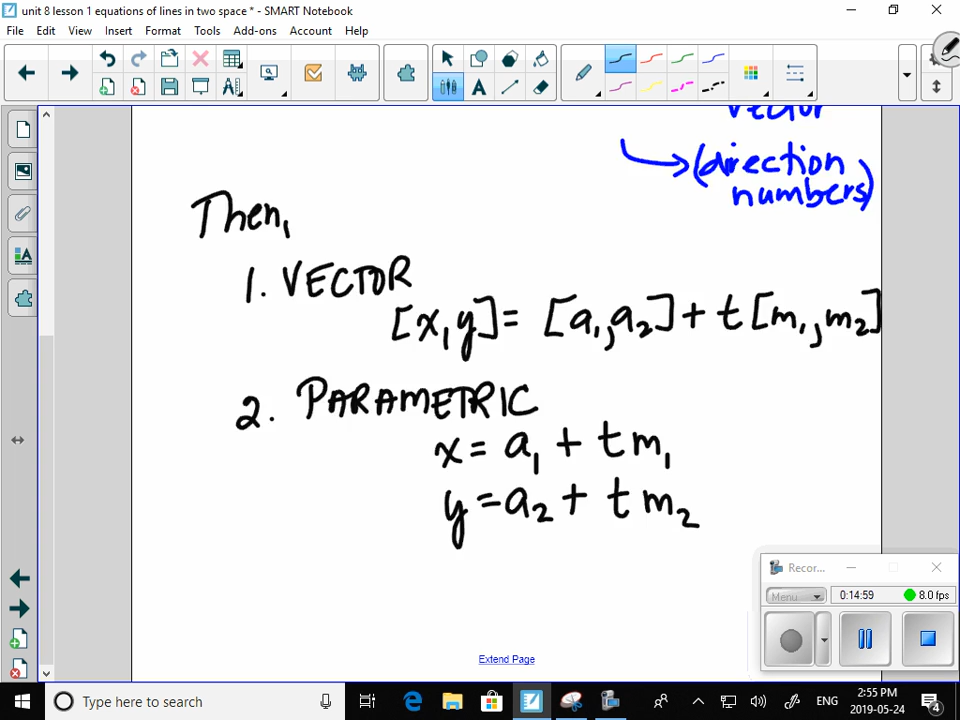 unit 8 lesson 1 equations of lines in two space * - SMART Notebook
File Edit View Insert Format Tools Add-ons Account Help
vector
(direction
numbers)
Then,
1. VECTOR
[x,y] = [a₁,a₂] + t[m₁,m₂]
2. PARAMETRIC
x = a₁ + tm₁
y = a₂ + tm₂
Recor...
Menu
0:14:59
8.0 fps
Extend Page
Type here to search
ENG
2:55 PM
2019-05-24
4